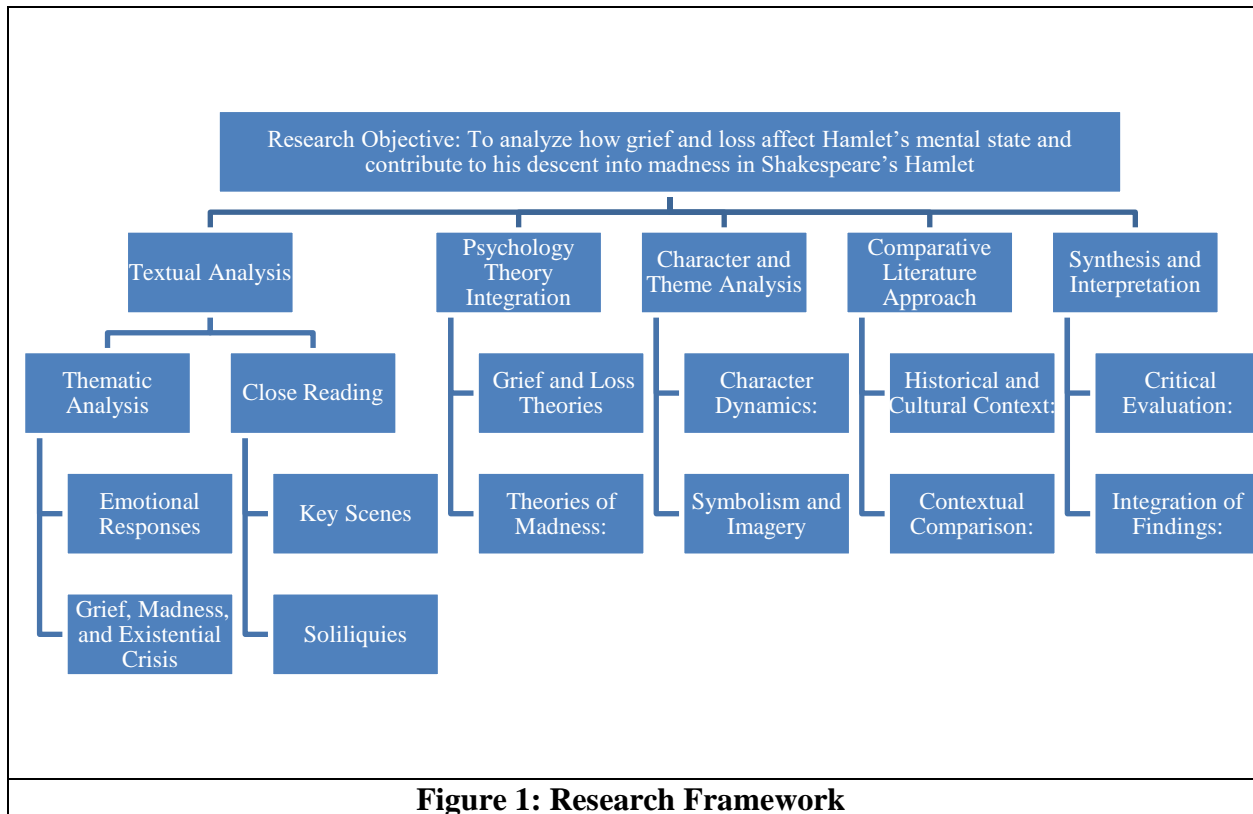 Research Objective: To analyze how grief and loss affect Hamlet’s mental state and
contribute to his descent into madness in Shakespeare’s Hamlet
Textual Analysis
Psychology
Theory
Integration
Character and
Theme Analysis
Comparative
Literature
Approach
Synthesis and
Interpretation
Thematic
Analysis
Close Reading
Grief and Loss
Theories
Character
Dynamics:
Historical and
Cultural Context:
Critical
Evaluation:
Emotional
Responses
Key Scenes
Theories of
Madness:
Symbolism and
Imagery
Contextual
Comparison:
Integration of
Findings:
Grief, Madness,
and Existential
Crisis
Soliliquies
Figure 1: Research Framework